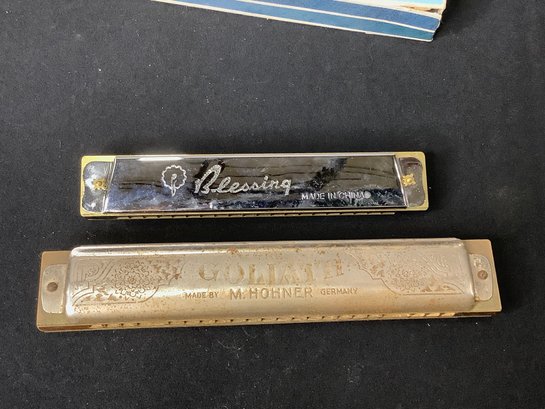 Blessing
MADE IN CHINA
GOLIATH
MADE BY M. HOHNER GERMANY